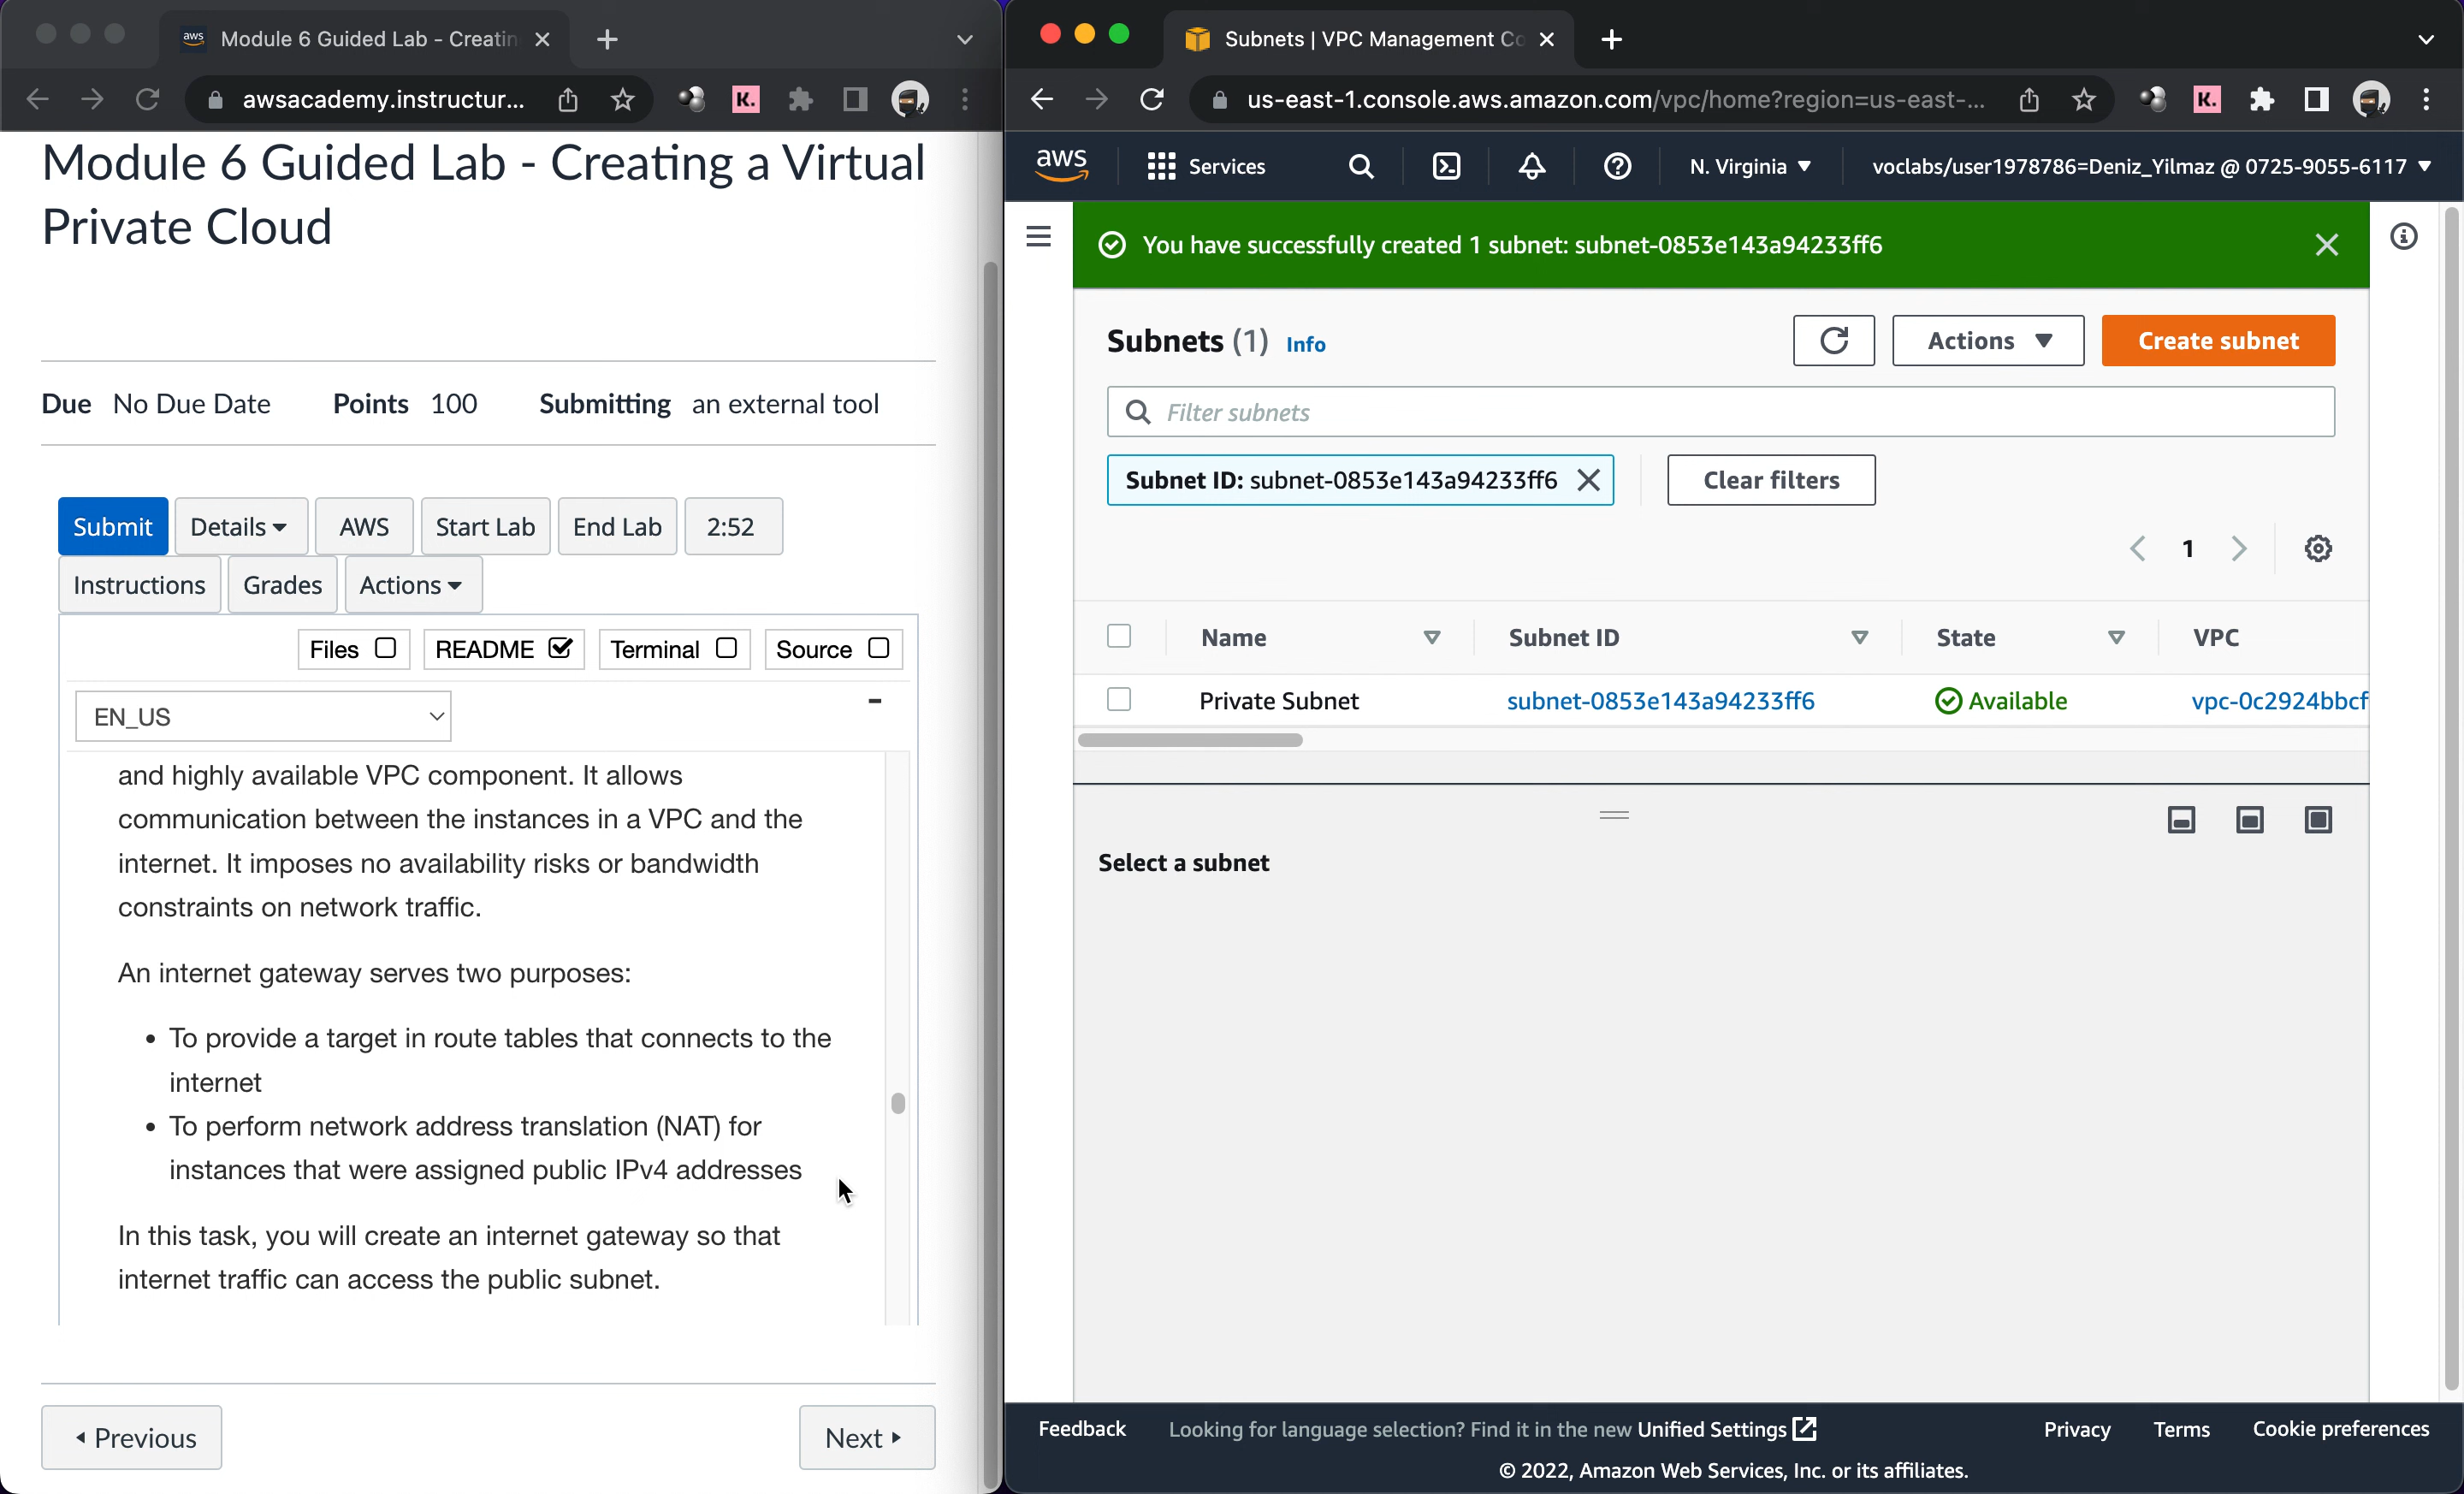 aws Module 6 Guided Lab - Creatin
awsacademy.instructur...
K.
Module 6 Guided Lab - Creating a Virtual
Private Cloud
Due No Due Date Points 100 Submitting an external tool
Submit Details AWS Start Lab End Lab 2:52
Instructions Grades Actions
Files README Terminal Source
EN_US
and highly available VPC component. It allows
communication between the instances in a VPC and the
internet. It imposes no availability risks or bandwidth
constraints on network traffic.
An internet gateway serves two purposes:
• To provide a target in route tables that connects to the
internet
• To perform network address translation (NAT) for
instances that were assigned public IPv4 addresses
In this task, you will create an internet gateway so that
internet traffic can access the public subnet.
Previous Next
Subnets | VPC Management Co
us-east-1.console.aws.amazon.com/vpc/home?region=us-east-...
K.
aws Services N. Virginia voclabs/user1978786=Deniz_Yilmaz @ 0725-9055-6117
You have successfully created 1 subnet: subnet-0853e143a94233ff6
Subnets (1) Info Actions Create subnet
Filter subnets
Subnet ID: subnet-0853e143a94233ff6 Clear filters
1
Name Subnet ID State VPC
Private Subnet subnet-0853e143a94233ff6 Available vpc-0c2924bbcf
Select a subnet
Feedback Looking for language selection? Find it in the new Unified Settings Privacy Terms Cookie preferences
© 2022, Amazon Web Services, Inc. or its affiliates.